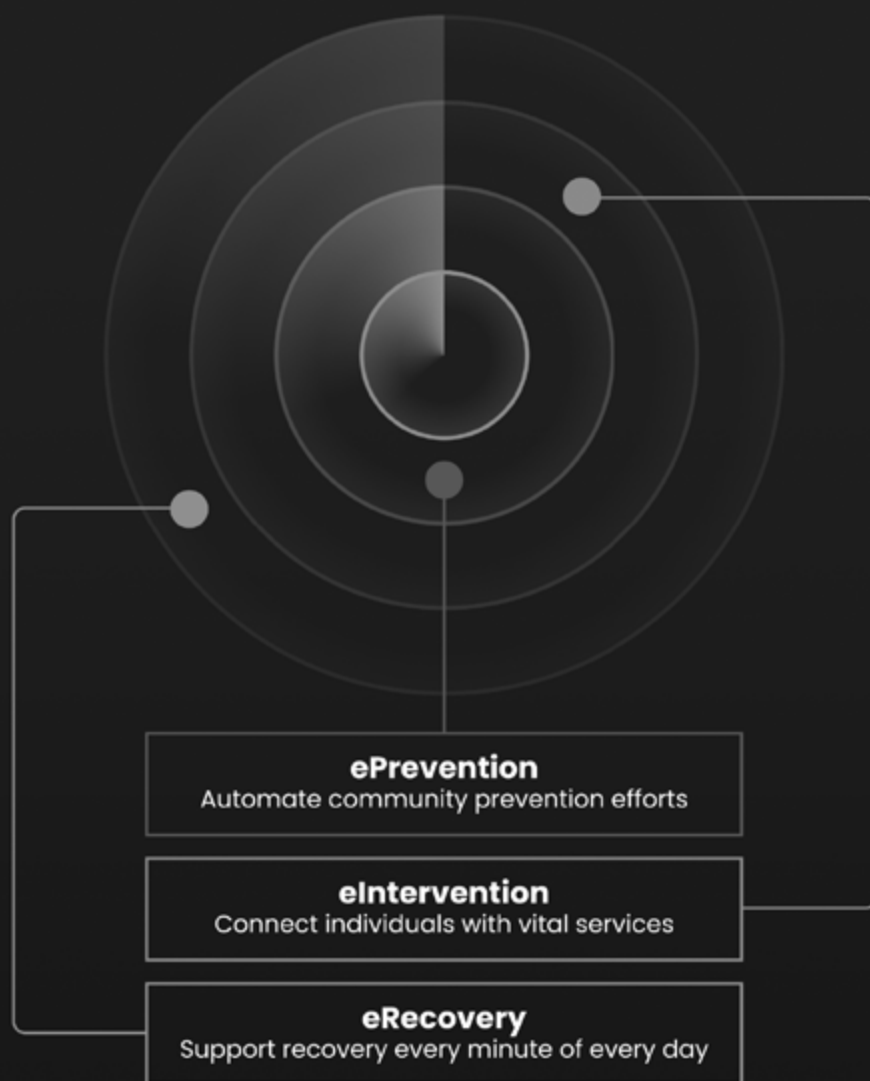 ePrevention
Automate community prevention efforts
eIntervention
Connect individuals with vital services
eRecovery
Support recovery every minute of every day